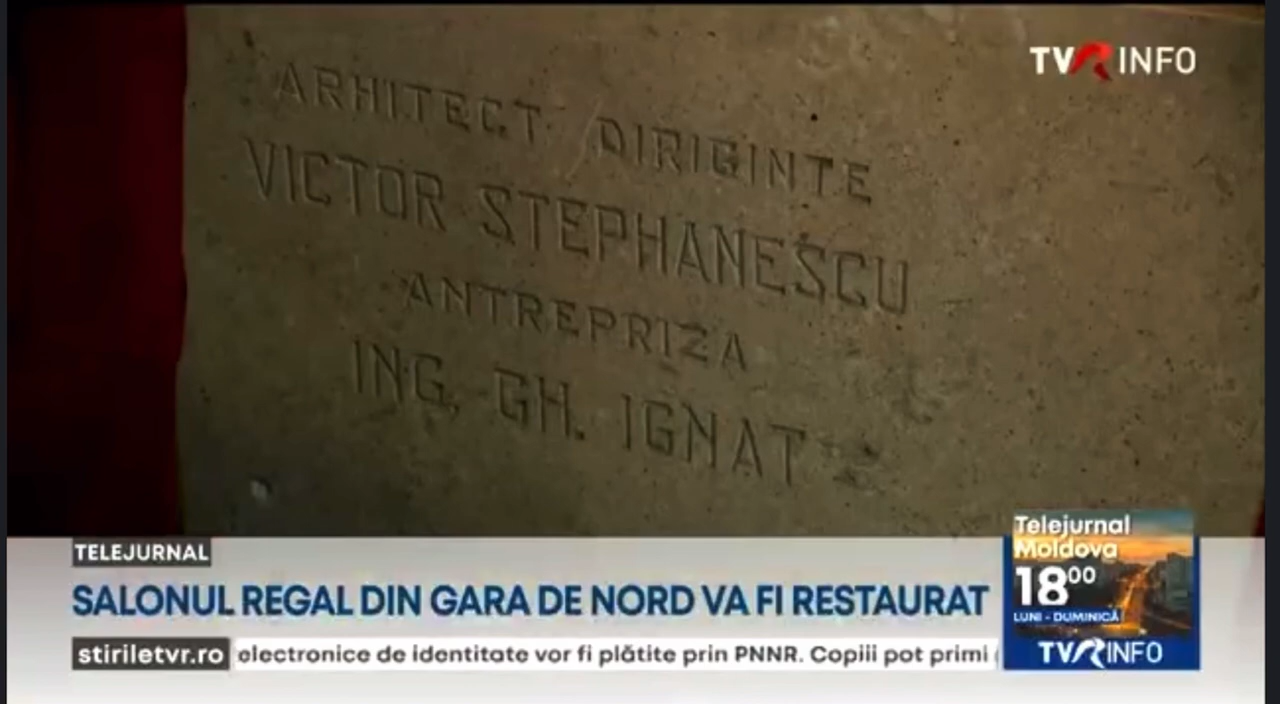 TVR INFO
ARHITECT DIRIGINTE
VICTOR STEPHANESCU
ANTREPRIZA
ING. GH. IGNAT
TELEJURNAL
SALONUL REGAL DIN GARA DE NORD VA FI RESTAURAT
stiriletvr.ro electronice de identitate vor fi plătite prin PNNR. Copiii pot primi
Telejurnal
Moldova
1800
LUNI - DUMINICĂ
TVR INFO